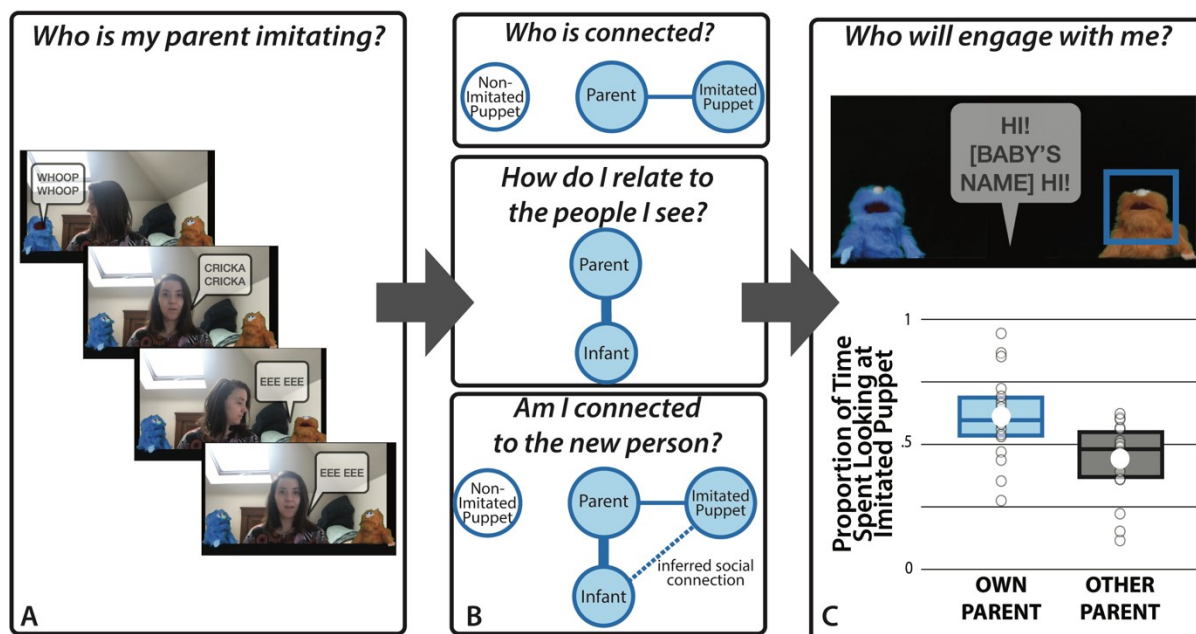 Who is my parent imitating?
WHOOP
WHOOP
CRICKA
CRICKA
EEE EEE
EEE EEE
A
Who is connected?
Non-
Imitated
Puppet
Parent
Imitated
Puppet
How do I relate to
the people I see?
Parent
Infant
Am I connected
to the new person?
Non-
Imitated
Puppet
Parent
Imitated
Puppet
inferred social
connection
Infant
B
Who will engage with me?
HI!
[BABY'S
NAME] HI!
Proportion of Time
Spent Looking at
Imitated Puppet
1
.5
0
OWN
PARENT
OTHER
PARENT
C